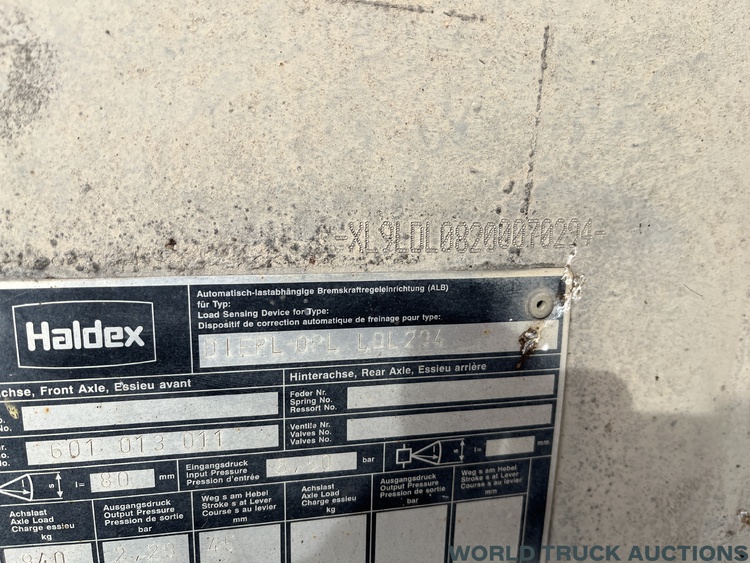 -XL9LDL08200070294-
Haldex
Automatisch-lastabhängige Bremskraftregeleinrichtung (ALB)
für Typ:
Load Sensing Device for Type:
Dispositif de correction automatique de freinage pour type:
achse, Front Axle, Essieu avant
Hinterachse, Rear Axle, Essieu arrière
Feder Nr.
Spring No.
Ressort No.
601 013 011
Ventile Nr.
Valves No.
Valves No.
l= 80 mm
Eingangsdruck
Input Pressure
Pression d'entrée
bar
s
l= mm
Achslast
Axle Load
Charge essieu
kg
Ausgangsdruck
Output Pressure
Pression de sortie
bar
Weg s am Hebel
Stroke s at Lever
Course s au levier
mm
Achslast
Axle Load
Charge essieu
kg
Ausgangsdruck
Output Pressure
Pression de sortie
bar
Weg s am Hebel
Stroke s at Lever
Course s au levier
mm
WORLD TRUCK AUCTIONS